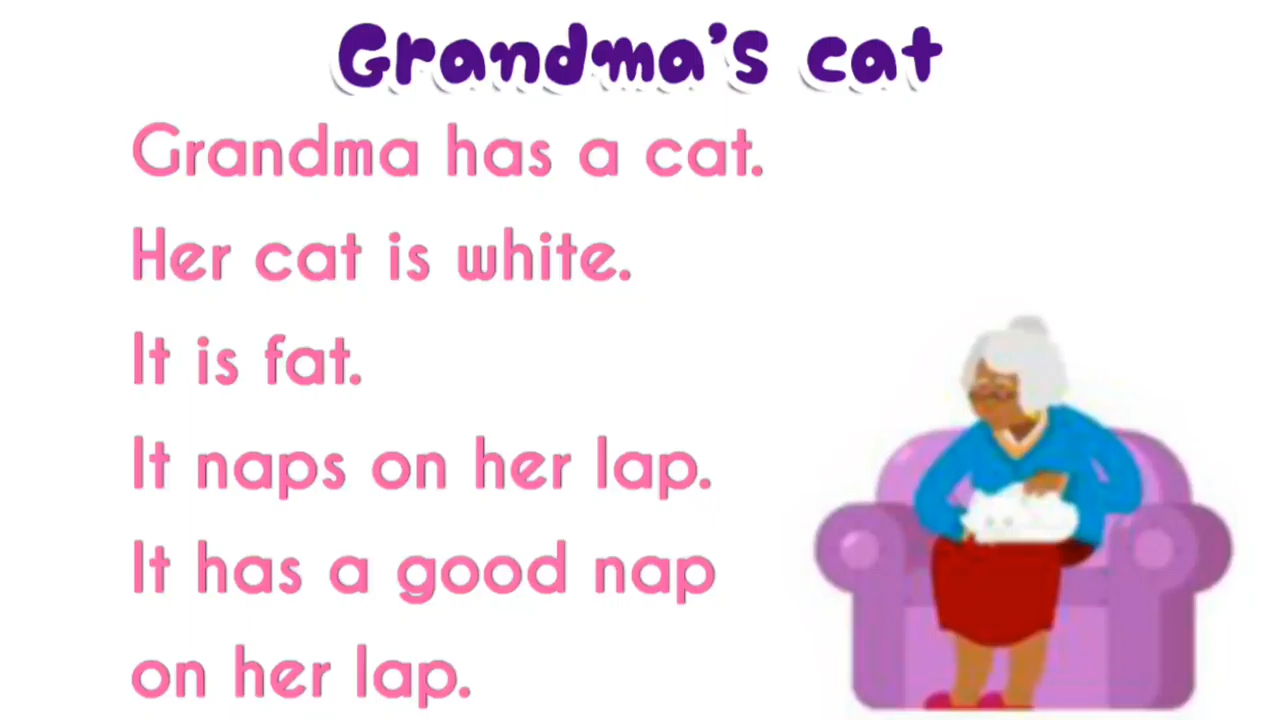 Grandma's cat
Grandma has a cat.
Her cat is white.
It is fat.
It naps on her lap.
It has a good nap
on her lap.